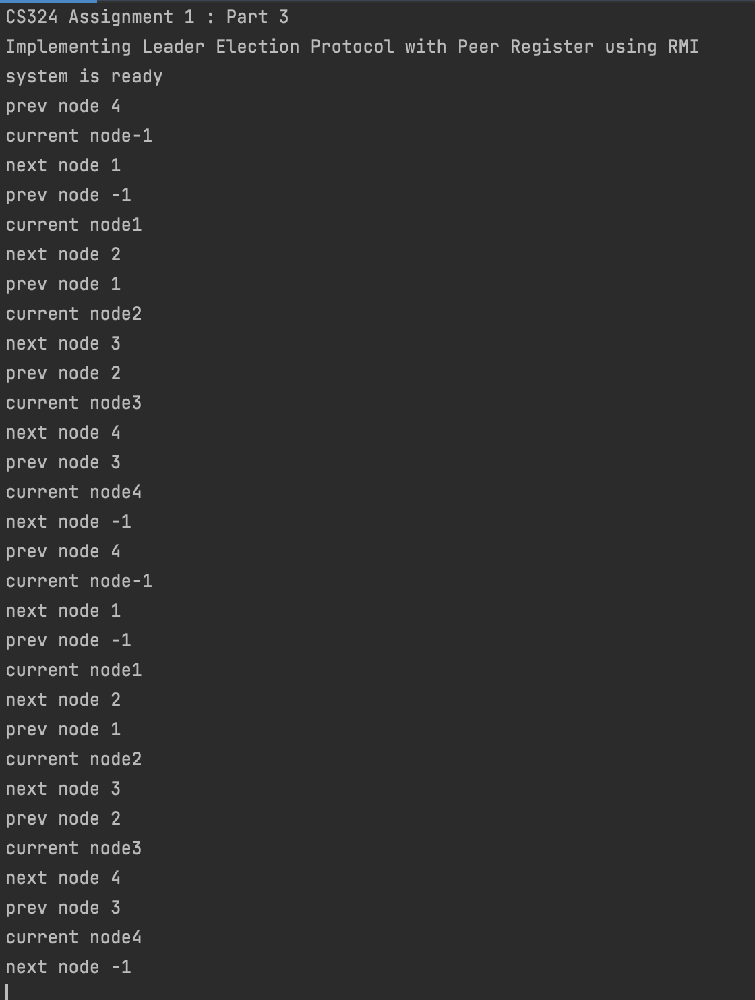 CS324 Assignment 1 : Part 3
Implementing Leader Election Protocol with Peer Register using RMI
system is ready
prev node 4
current node-1
next node 1
prev node -1
current node1
next node 2
prev node 1
current node2
next node 3
prev node 2
current node3
next node 4
prev node 3
current node4
next node -1
prev node 4
current node-1
next node 1
prev node -1
current node1
next node 2
prev node 1
current node2
next node 3
prev node 2
current node3
next node 4
prev node 3
current node4
next node -1